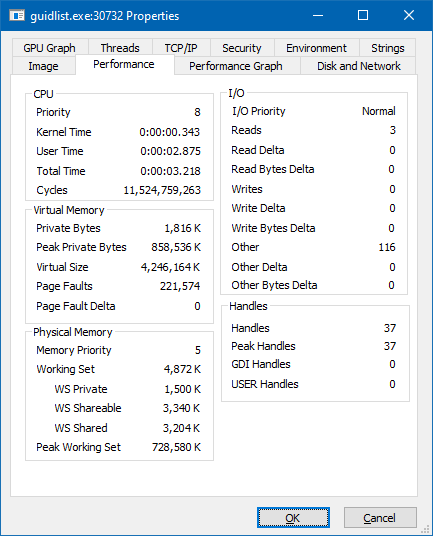 guidlist.exe:30732 Properties
GPU Graph Threads TCP/IP Security Environment Strings
Image Performance Performance Graph Disk and Network
CPU
Priority 8
Kernel Time 0:00:00.343
User Time 0:00:02.875
Total Time 0:00:03.218
Cycles 11,524,759,263
Virtual Memory
Private Bytes 1,816 K
Peak Private Bytes 858,536 K
Virtual Size 4,246,164 K
Page Faults 221,574
Page Fault Delta 0
Physical Memory
Memory Priority 5
Working Set 4,872 K
WS Private 1,500 K
WS Shareable 3,340 K
WS Shared 3,204 K
Peak Working Set 728,580 K
I/O
I/O Priority Normal
Reads 3
Read Delta 0
Read Bytes Delta 0
Writes 0
Write Delta 0
Write Bytes Delta 0
Other 116
Other Delta 0
Other Bytes Delta 0
Handles
Handles 37
Peak Handles 37
GDI Handles 0
USER Handles 0
OK Cancel